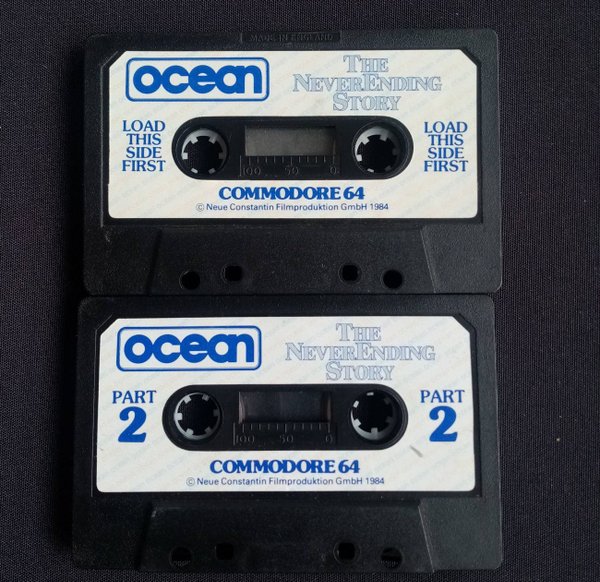 MADE IN ENGLAND
ocean
THE
NEVERENDING
STORY
LOAD
THIS
SIDE
FIRST
LOAD
THIS
SIDE
FIRST
100 50 0
COMMODORE 64
© Neue Constantin Filmproduktion GmbH 1984
ocean
THE
NEVERENDING
STORY
PART
2
PART
2
100 50 0
COMMODORE 64
© Neue Constantin Filmproduktion GmbH 1984